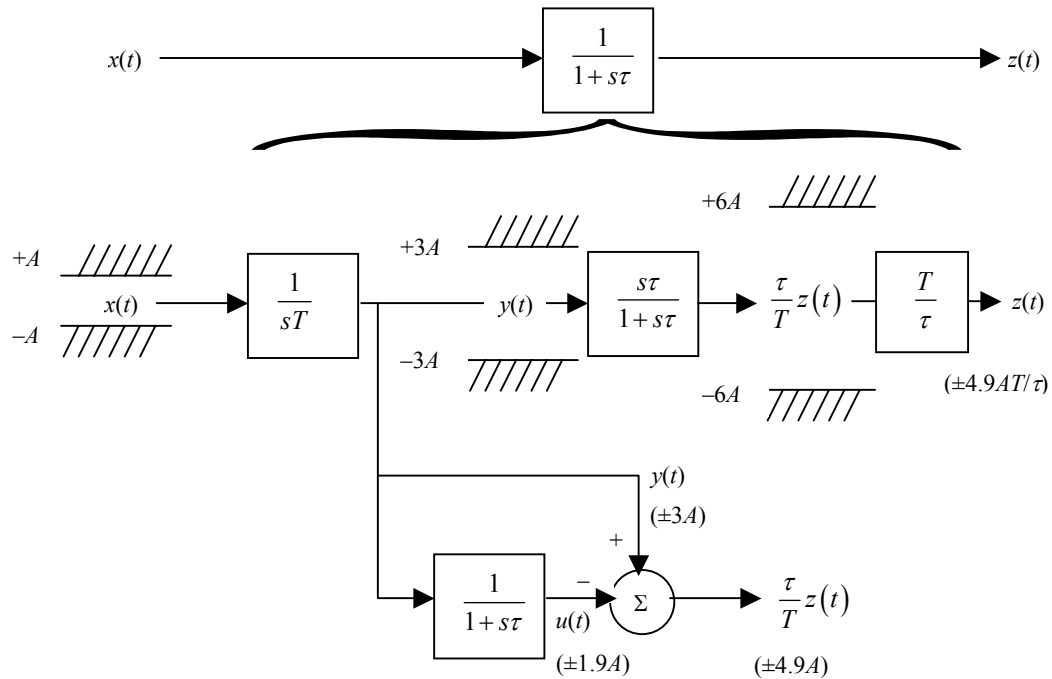 x(t) 1/(1 + sτ) z(t)
+6A
+A +3A
x(t) 1/(sT) y(t) sτ/(1 + sτ) τ/T z(t) T/τ z(t)
–A –3A
–6A (±4.9AT/τ)
y(t)
(±3A)
+
1/(1 + sτ) – Σ τ/T z(t)
u(t)
(±1.9A) (±4.9A)